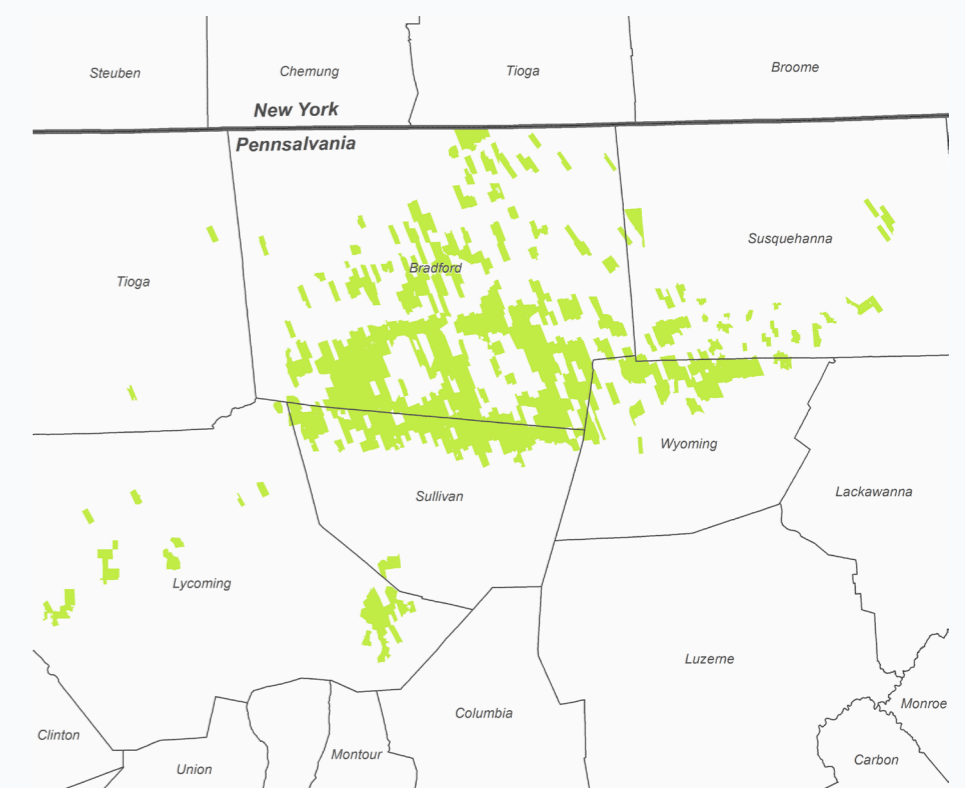 Steuben
Chemung
Tioga
Broome
New York
Pennsalvania
Susquehanna
Bradford
Tioga
Wyoming
Lackawanna
Sullivan
Lycoming
Luzerne
Monroe
Columbia
Clinton
Montour
Carbon
Union